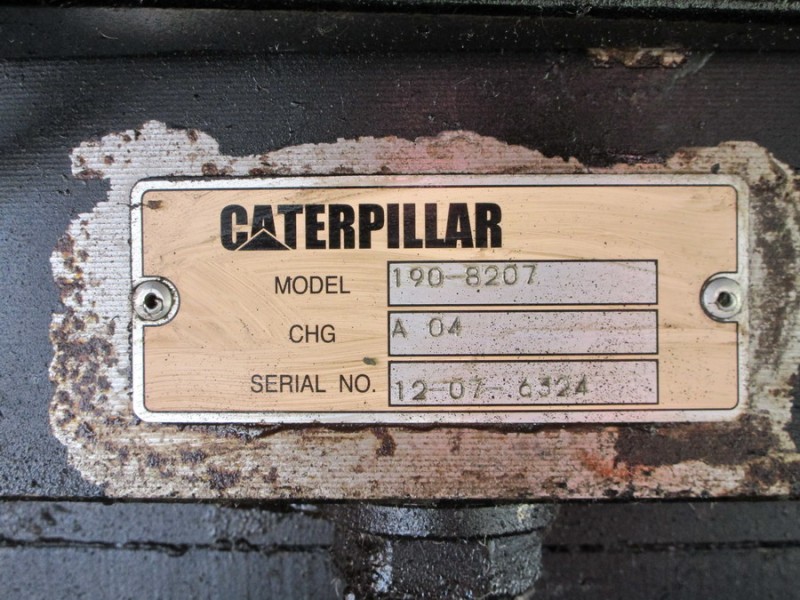 CATERPILLAR
MODEL 190-8207
CHG A 04
SERIAL NO. 12-07-6324